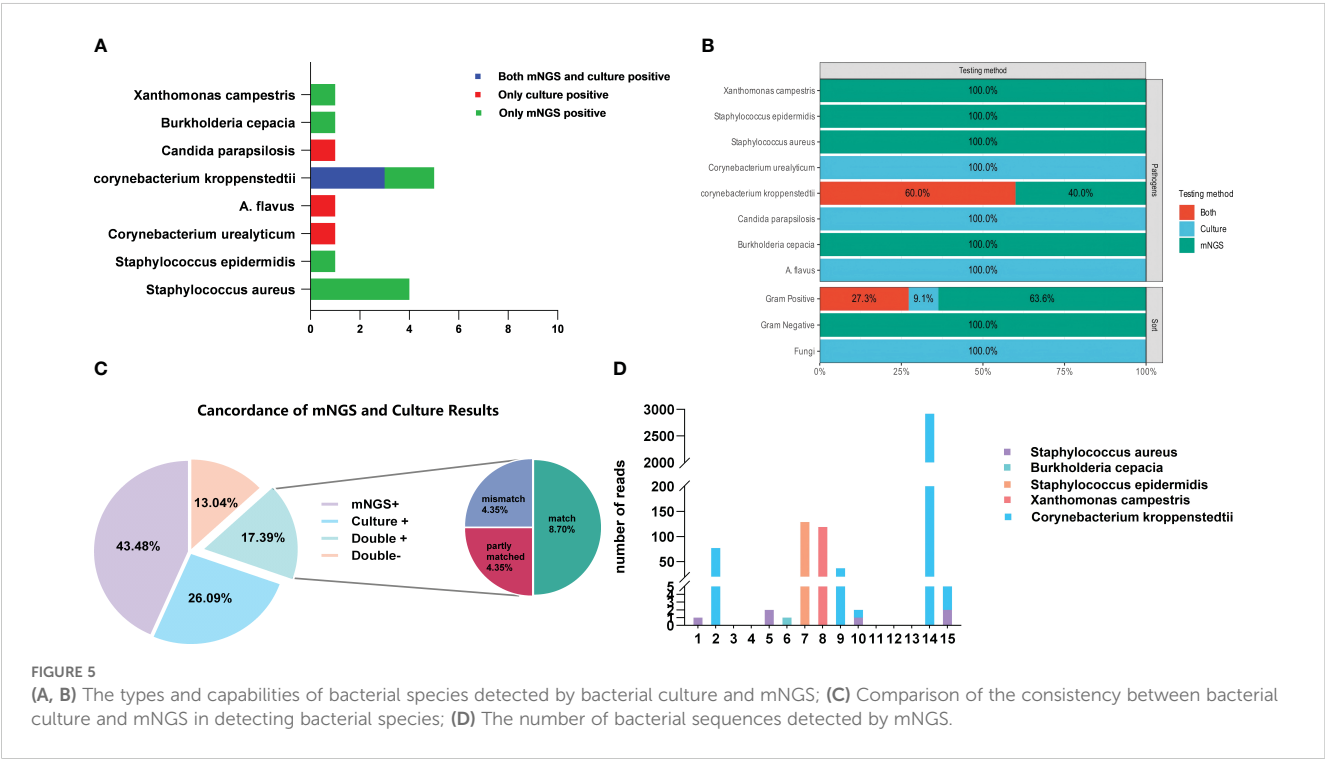 A
Both mNGS and culture positive
Only culture positive
Only mNGS positive
Xanthomonas campestris
Burkholderia cepacia
Candida parapsilosis
corynebacterium kroppenstedtii
A. flavus
Corynebacterium urealyticum
Staphylococcus epidermidis
Staphylococcus aureus
0 2 4 6 8 10
B
Testing method
Xanthomonas campestris 100.0%
Staphylococcus epidermidis 100.0%
Staphylococcus aureus 100.0%
Corynebacterium urealyticum 100.0%
corynebacterium kroppenstedtii 60.0% 40.0%
Candida parapsilosis 100.0%
Burkholderia cepacia 100.0%
A. flavus 100.0%
Pathogens
Gram Positive 27.3% 9.1% 63.6%
Gram Negative 100.0%
Fungi 100.0%
Sort
0% 25% 50% 75% 100%
Testing method
Both
Culture
mNGS
C
Cancordance of mNGS and Culture Results
13.04%
43.48%
17.39%
26.09%
mNGS+
Culture +
Double +
Double-
mismatch
4.35%
match
8.70%
partly
matched
4.35%
D
number of reads
3000
2500
2000
200
150
100
50
5
4
3
2
1
0
1 2 3 4 5 6 7 8 9 10 11 12 13 14 15
Staphylococcus aureus
Burkholderia cepacia
Staphylococcus epidermidis
Xanthomonas campestris
Corynebacterium kroppenstedtii
FIGURE 5
(A, B) The types and capabilities of bacterial species detected by bacterial culture and mNGS; (C) Comparison of the consistency between bacterial
culture and mNGS in detecting bacterial species; (D) The number of bacterial sequences detected by mNGS.